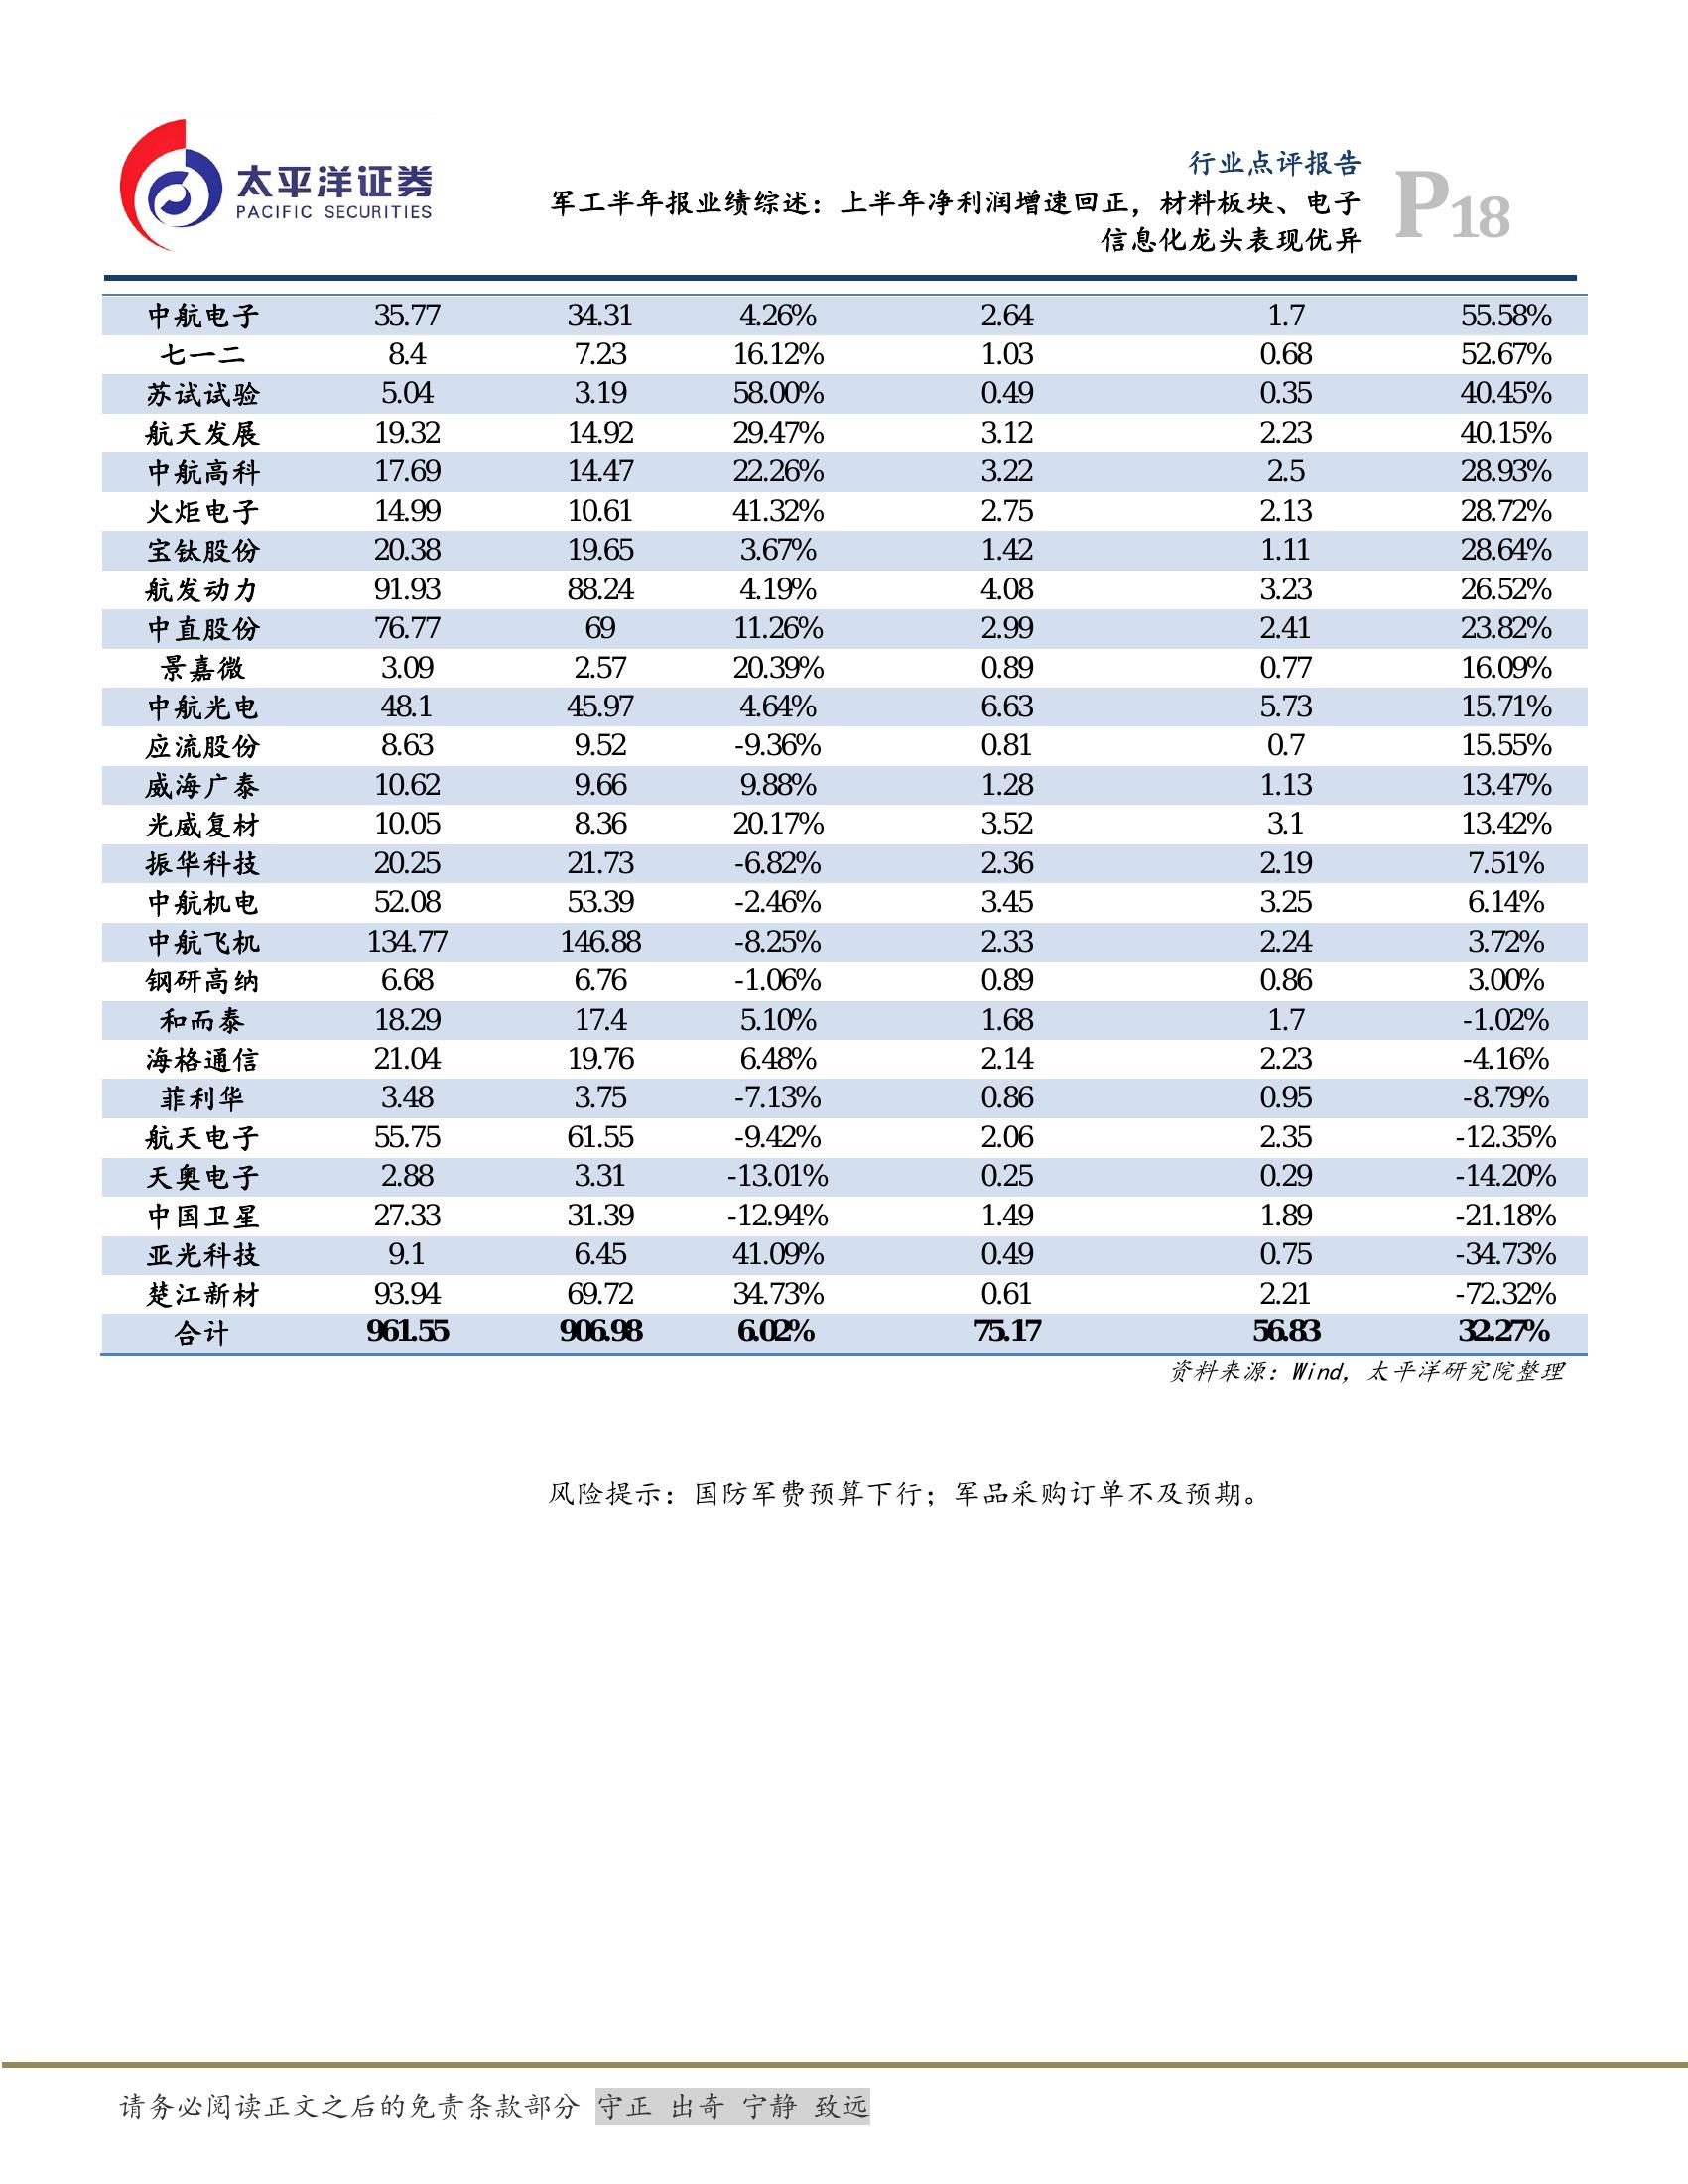 太平洋证券
PACIFIC SECURITIES
行业点评报告
军工半年报业绩综述：上半年净利润增速回正，材料板块、电子
信息化龙头表现优异
P18
中航电子 35.77 34.31 4.26% 2.64 1.7 55.58%
七一二 8.4 7.23 16.12% 1.03 0.68 52.67%
苏试试验 5.04 3.19 58.00% 0.49 0.35 40.45%
航天发展 19.32 14.92 29.47% 3.12 2.23 40.15%
中航高科 17.69 14.47 22.26% 3.22 2.5 28.93%
火炬电子 14.99 10.61 41.32% 2.75 2.13 28.72%
宝钛股份 20.38 19.65 3.67% 1.42 1.11 28.64%
航发动力 91.93 88.24 4.19% 4.08 3.23 26.52%
中直股份 76.77 69 11.26% 2.99 2.41 23.82%
景嘉微 3.09 2.57 20.39% 0.89 0.77 16.09%
中航光电 48.1 45.97 4.64% 6.63 5.73 15.71%
应流股份 8.63 9.52 -9.36% 0.81 0.7 15.55%
威海广泰 10.62 9.66 9.88% 1.28 1.13 13.47%
光威复材 10.05 8.36 20.17% 3.52 3.1 13.42%
振华科技 20.25 21.73 -6.82% 2.36 2.19 7.51%
中航机电 52.08 53.39 -2.46% 3.45 3.25 6.14%
中航飞机 134.77 146.88 -8.25% 2.33 2.24 3.72%
钢研高纳 6.68 6.76 -1.06% 0.89 0.86 3.00%
和而泰 18.29 17.4 5.10% 1.68 1.7 -1.02%
海格通信 21.04 19.76 6.48% 2.14 2.23 -4.16%
菲利华 3.48 3.75 -7.13% 0.86 0.95 -8.79%
航天电子 55.75 61.55 -9.42% 2.06 2.35 -12.35%
天奥电子 2.88 3.31 -13.01% 0.25 0.29 -14.20%
中国卫星 27.33 31.39 -12.94% 1.49 1.89 -21.18%
亚光科技 9.1 6.45 41.09% 0.49 0.75 -34.73%
楚江新材 93.94 69.72 34.73% 0.61 2.21 -72.32%
合计 961.55 906.98 6.02% 75.17 56.83 32.27%
资料来源：Wind，太平洋研究院整理
风险提示：国防军费预算下行；军品采购订单不及预期。
请务必阅读正文之后的免责条款部分 守正 出奇 宁静 致远